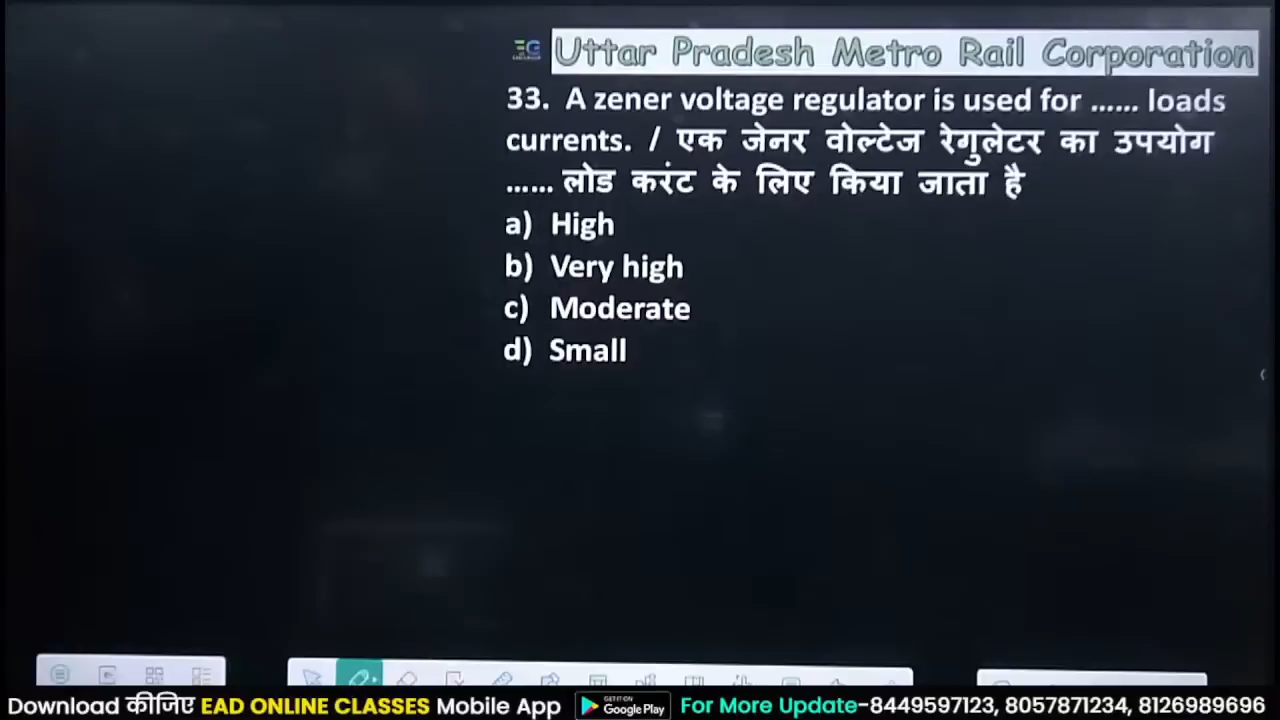 Uttar Pradesh Metro Rail Corporation
33. A zener voltage regulator is used for ...... loads
currents. / एक जेनर वोल्टेज रेगुलेटर का उपयोग
...... लोड करंट के लिए किया जाता है
a) High
b) Very high
c) Moderate
d) Small
Download कीजिए EAD ONLINE CLASSES Mobile App GET IT ON Google Play For More Update-8449597123, 8057871234, 8126989696